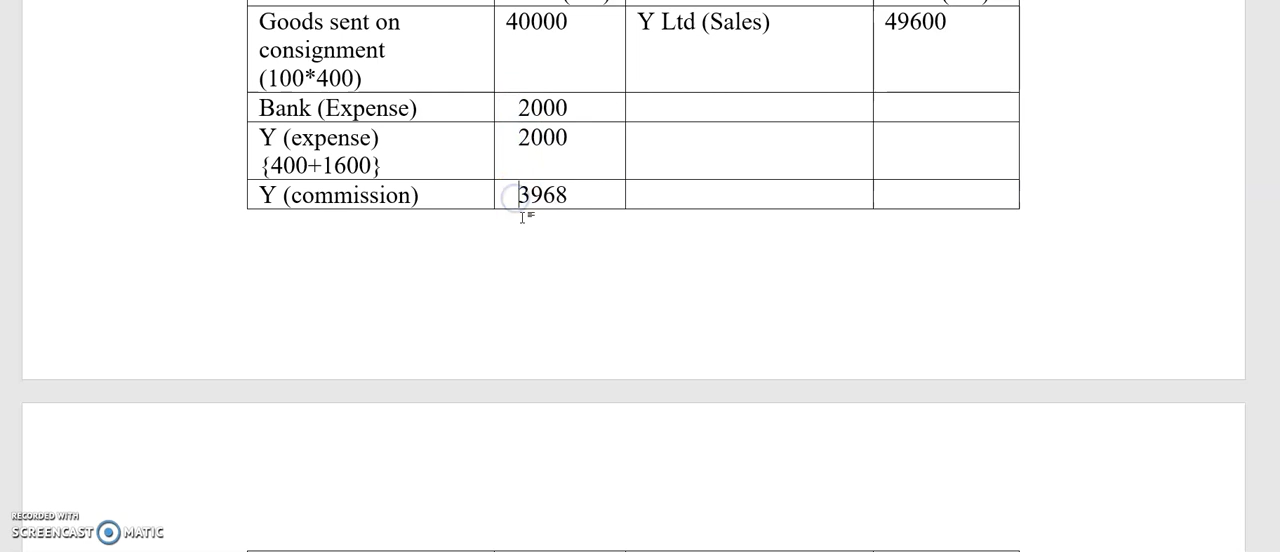 Goods sent on 40000 Y Ltd (Sales) 49600
consignment
(100*400)
Bank (Expense) 2000
Y (expense) 2000
{400+1600}
Y (commission) 3968
RECORDED WITH
SCREENCAST MATIC